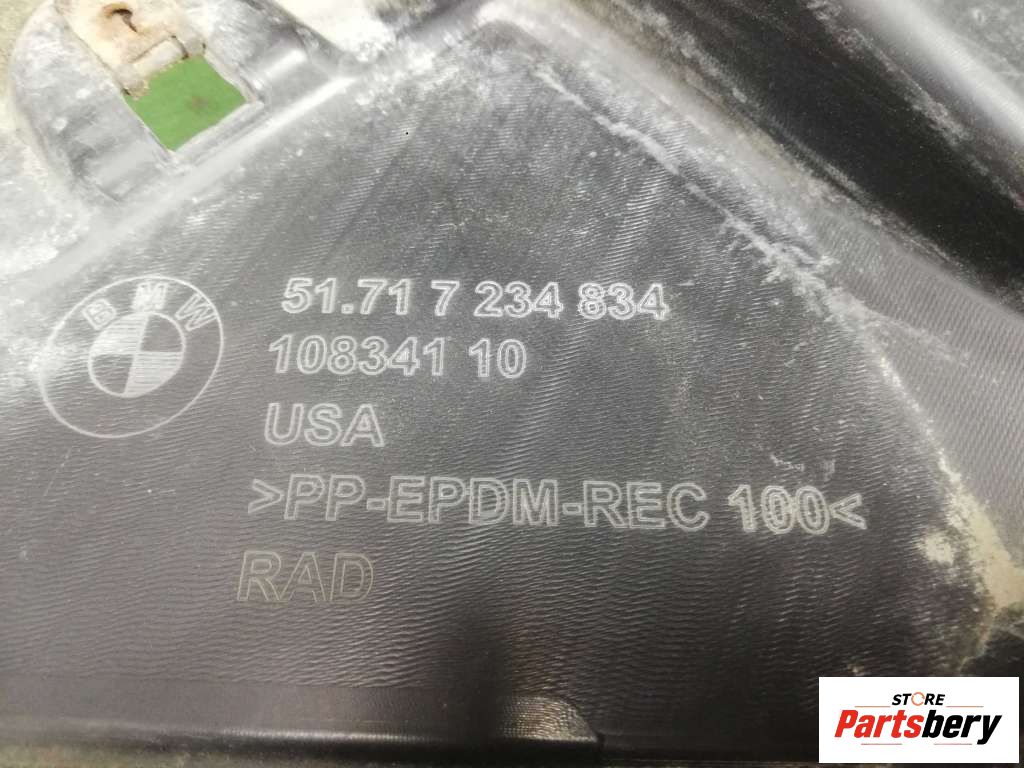 BMW
51.71 7 234 834
108341 10
USA
>PP-EPDM-REC 100<
RAD
STORE
Partsbery